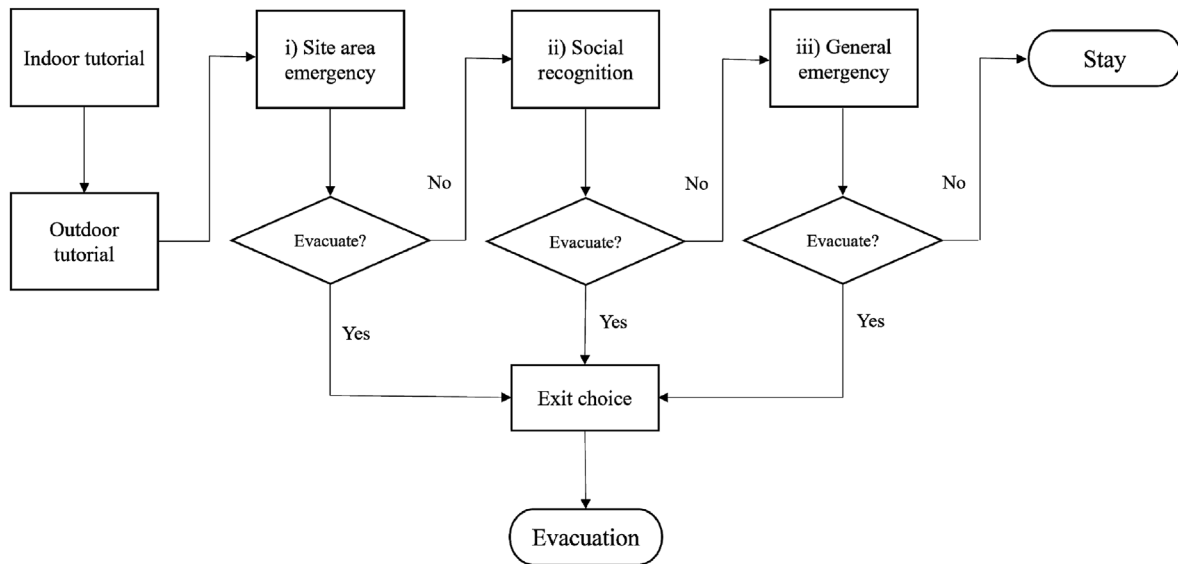 Indoor tutorial
Outdoor
tutorial
i) Site area
emergency
Evacuate?
No
Yes
ii) Social
recognition
Evacuate?
No
Yes
iii) General
emergency
Evacuate?
No
Yes
Stay
Exit choice
Evacuation